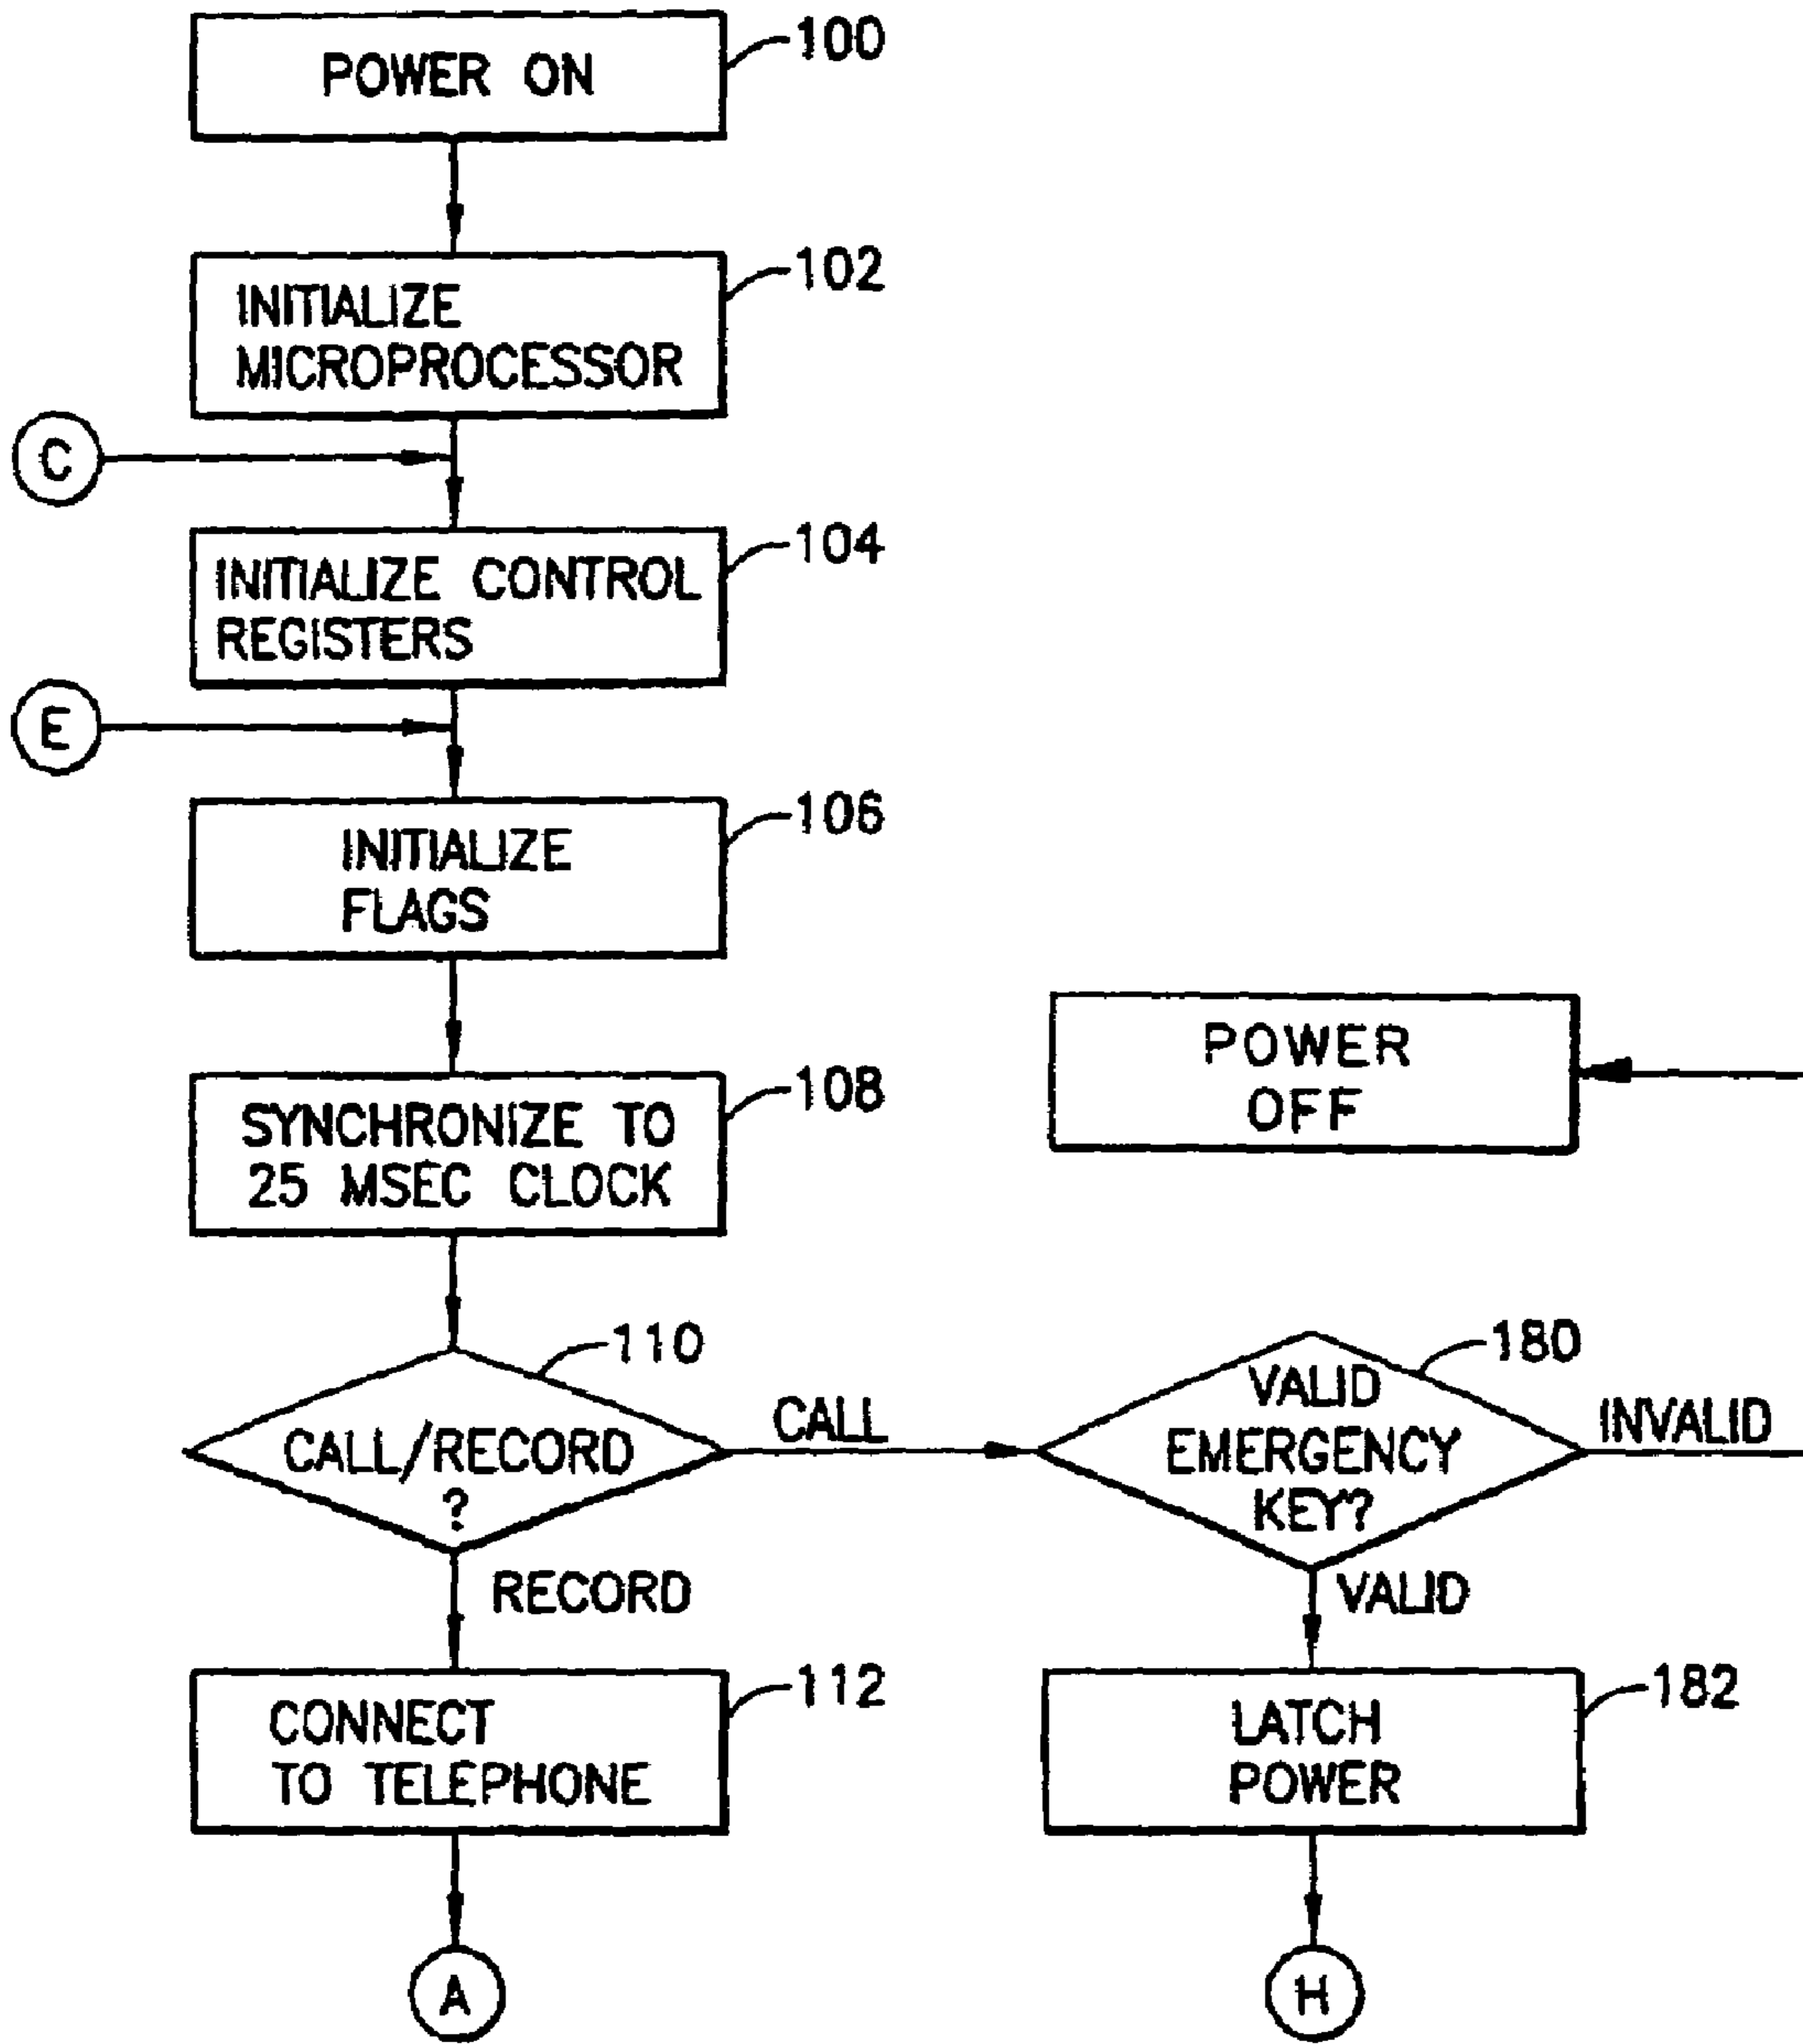 POWER ON
100
INITIALIZE
MICROPROCESSOR
102
C
INITIALIZE CONTROL
REGISTERS
104
E
INITIALIZE
FLAGS
106
SYNCHRONIZE TO
25 MSEC CLOCK
108
POWER
OFF
CALL/RECORD
?
110
CALL
VALID
EMERGENCY
KEY?
180
INVALID
RECORD
VALID
CONNECT
TO TELEPHONE
112
LATCH
POWER
182
A
H